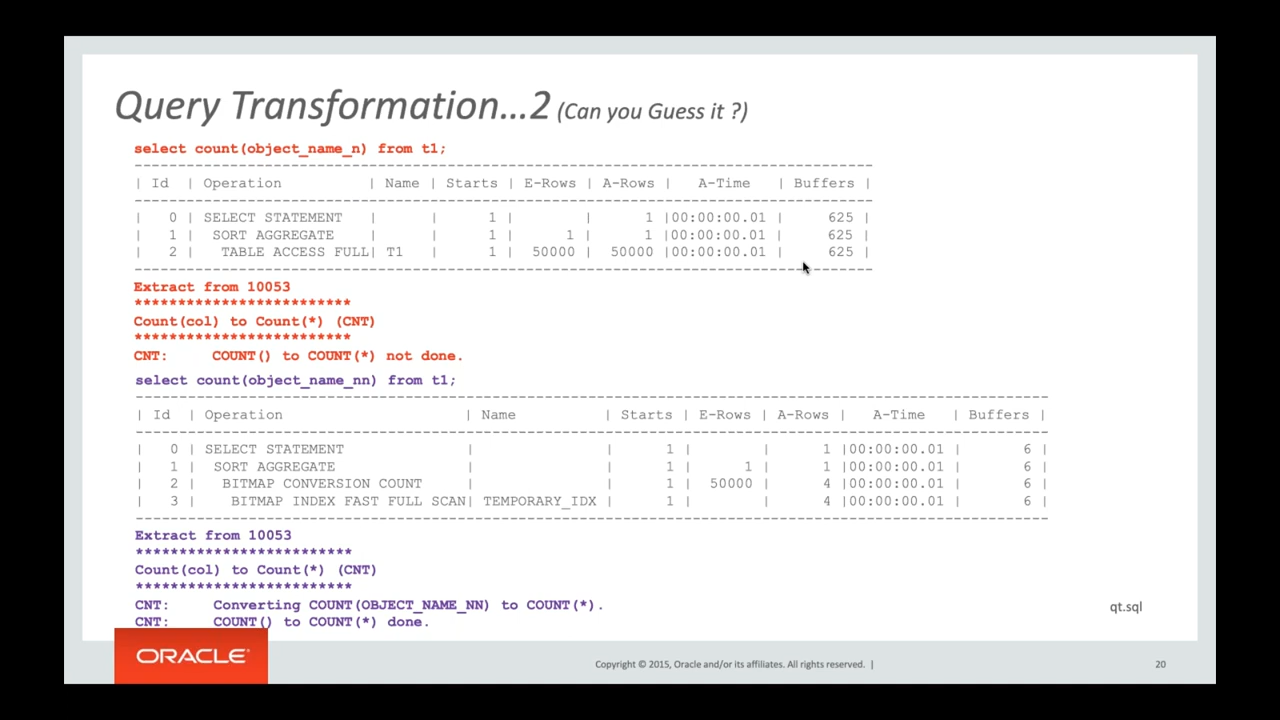 Query Transformation...2 (Can you Guess it ?)
select count(object_name_n) from t1;
--------------------------------------------------------------------------------------
| Id | Operation | Name | Starts | E-Rows | A-Rows | A-Time | Buffers |
--------------------------------------------------------------------------------------
| 0 | SELECT STATEMENT | | 1 | | 1 |00:00:00.01 | 625 |
| 1 | SORT AGGREGATE | | 1 | 1 | 1 |00:00:00.01 | 625 |
| 2 | TABLE ACCESS FULL| T1 | 1 | 50000 | 50000 |00:00:00.01 | 625 |
--------------------------------------------------------------------------------------
Extract from 10053
*************************
Count(col) to Count(*) (CNT)
*************************
CNT: COUNT() to COUNT(*) not done.
select count(object_name_nn) from t1;
---------------------------------------------------------------------------------------------------------
| Id | Operation | Name | Starts | E-Rows | A-Rows | A-Time | Buffers |
---------------------------------------------------------------------------------------------------------
| 0 | SELECT STATEMENT | | 1 | | 1 |00:00:00.01 | 6 |
| 1 | SORT AGGREGATE | | 1 | 1 | 1 |00:00:00.01 | 6 |
| 2 | BITMAP CONVERSION COUNT | | 1 | 50000 | 4 |00:00:00.01 | 6 |
| 3 | BITMAP INDEX FAST FULL SCAN| TEMPORARY_IDX | 1 | | 4 |00:00:00.01 | 6 |
---------------------------------------------------------------------------------------------------------
Extract from 10053
*************************
Count(col) to Count(*) (CNT)
*************************
CNT: Converting COUNT(OBJECT_NAME_NN) to COUNT(*).
CNT: COUNT() to COUNT(*) done.
qt.sql
ORACLE
Copyright © 2015, Oracle and/or its affiliates. All rights reserved. |
20